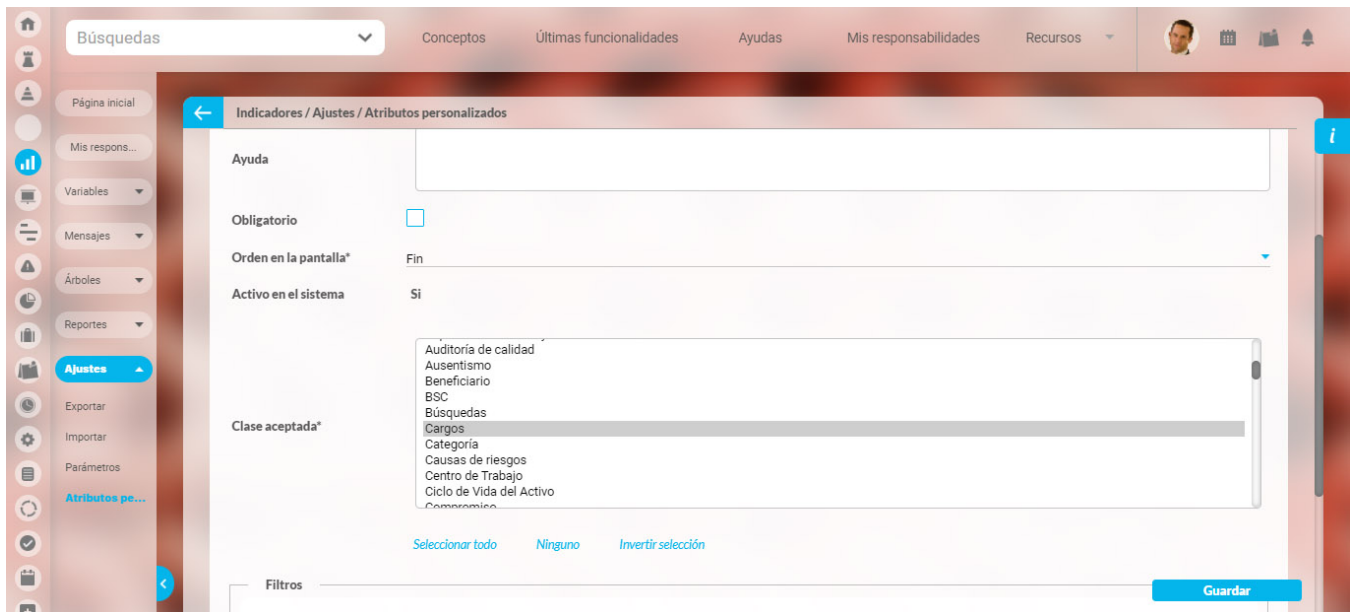 Búsquedas
Conceptos
Últimas funcionalidades
Ayudas
Mis responsabilidades
Recursos
Página inicial
Mis respons...
Variables
Mensajes
Árboles
Reportes
Ajustes
Exportar
Importar
Parámetros
Atributos pe...
Indicadores / Ajustes / Atributos personalizados
i
Ayuda
Obligatorio
Orden en la pantalla*
Fin
Activo en el sistema
Si
Clase aceptada*
Auditoría de calidad
Ausentismo
Beneficiario
BSC
Búsquedas
Cargos
Categoría
Causas de riesgos
Centro de Trabajo
Ciclo de Vida del Activo
Compromiso
Seleccionar todo
Ninguno
Invertir selección
Filtros
Guardar